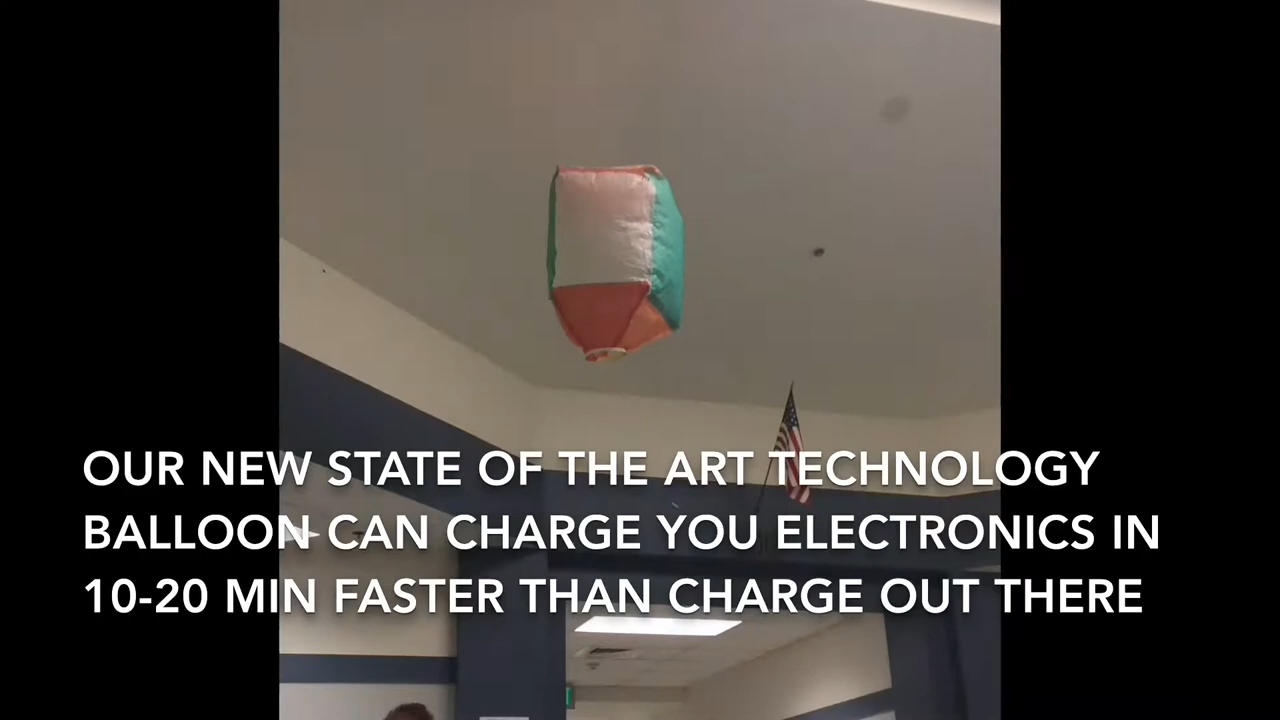 OUR NEW STATE OF THE ART TECHNOLOGY
BALLOON CAN CHARGE YOU ELECTRONICS IN
10-20 MIN FASTER THAN CHARGE OUT THERE